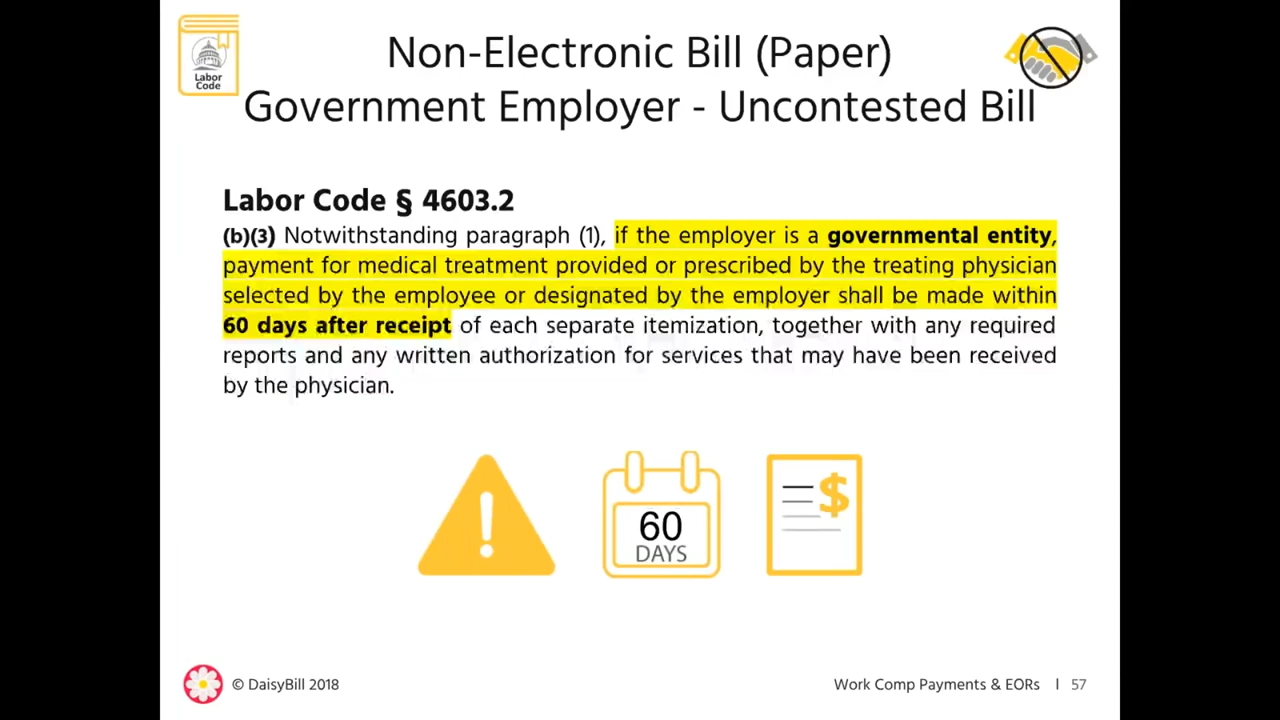 Labor
Code
Non-Electronic Bill (Paper)
Government Employer - Uncontested Bill
Labor Code § 4603.2
(b)(3) Notwithstanding paragraph (1), if the employer is a governmental entity,
payment for medical treatment provided or prescribed by the treating physician
selected by the employee or designated by the employer shall be made within
60 days after receipt of each separate itemization, together with any required
reports and any written authorization for services that may have been received
by the physician.
60
DAYS
$
© DaisyBill 2018
Work Comp Payments & EORs | 57